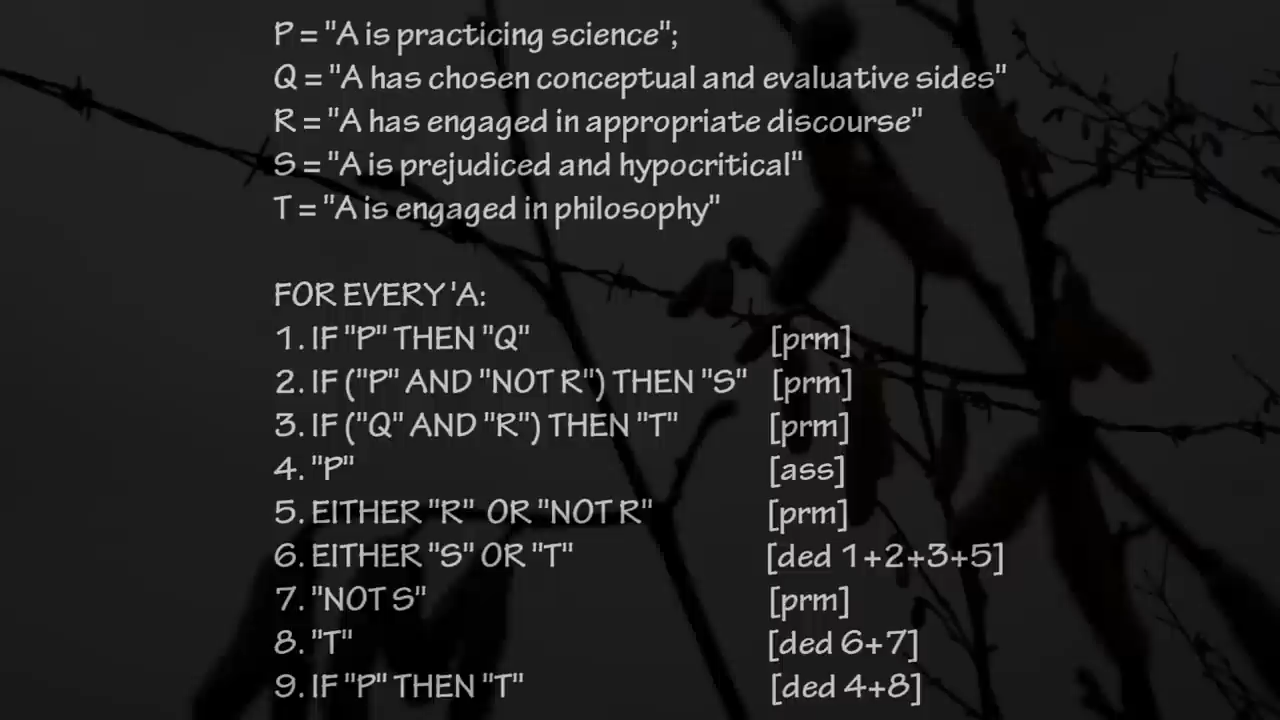 P = "A is practicing science";
Q = "A has chosen conceptual and evaluative sides"
R = "A has engaged in appropriate discourse"
S = "A is prejudiced and hypocritical"
T = "A is engaged in philosophy"
FOR EVERY 'A:
1. IF "P" THEN "Q" [prm]
2. IF ("P" AND "NOT R") THEN "S" [prm]
3. IF ("Q" AND "R") THEN "T" [prm]
4. "P" [ass]
5. EITHER "R" OR "NOT R" [prm]
6. EITHER "S" OR "T" [ded 1+2+3+5]
7. "NOT S" [prm]
8. "T" [ded 6+7]
9. IF "P" THEN "T" [ded 4+8]